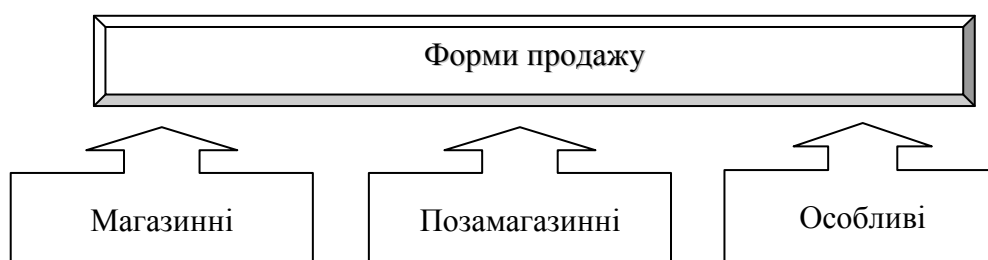 Форми продажу
Магазинні
Позамагазинні
Особливі